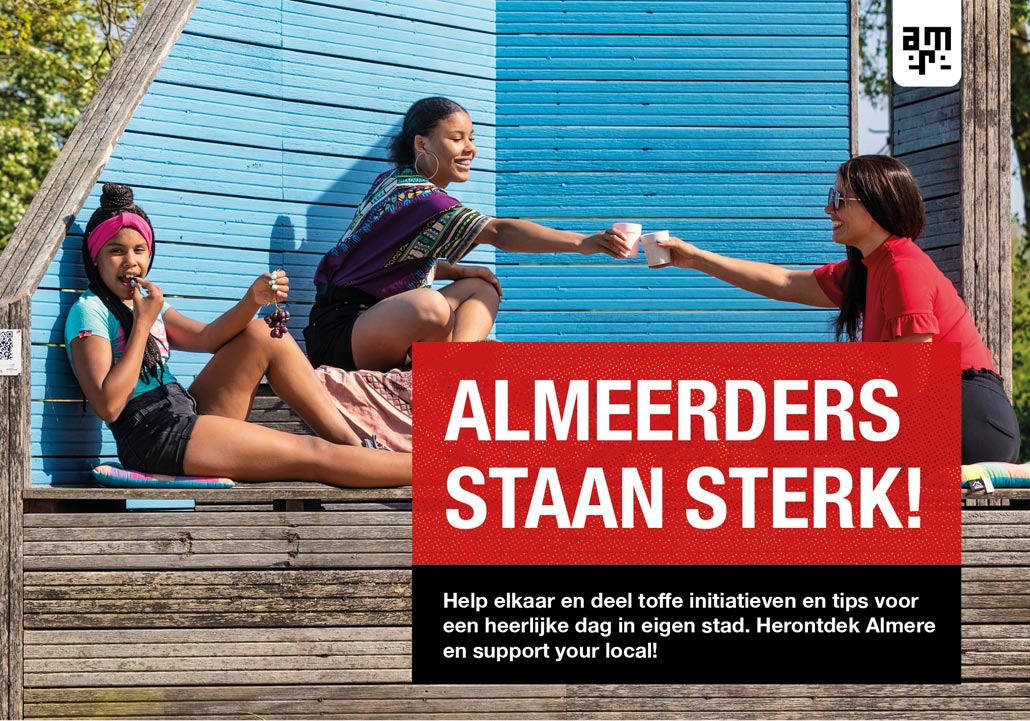 am
ALMEERDERS
STAAN STERK!
Help elkaar en deel toffe initiatieven en tips voor
een heerlijke dag in eigen stad. Herontdek Almere
en support your local!